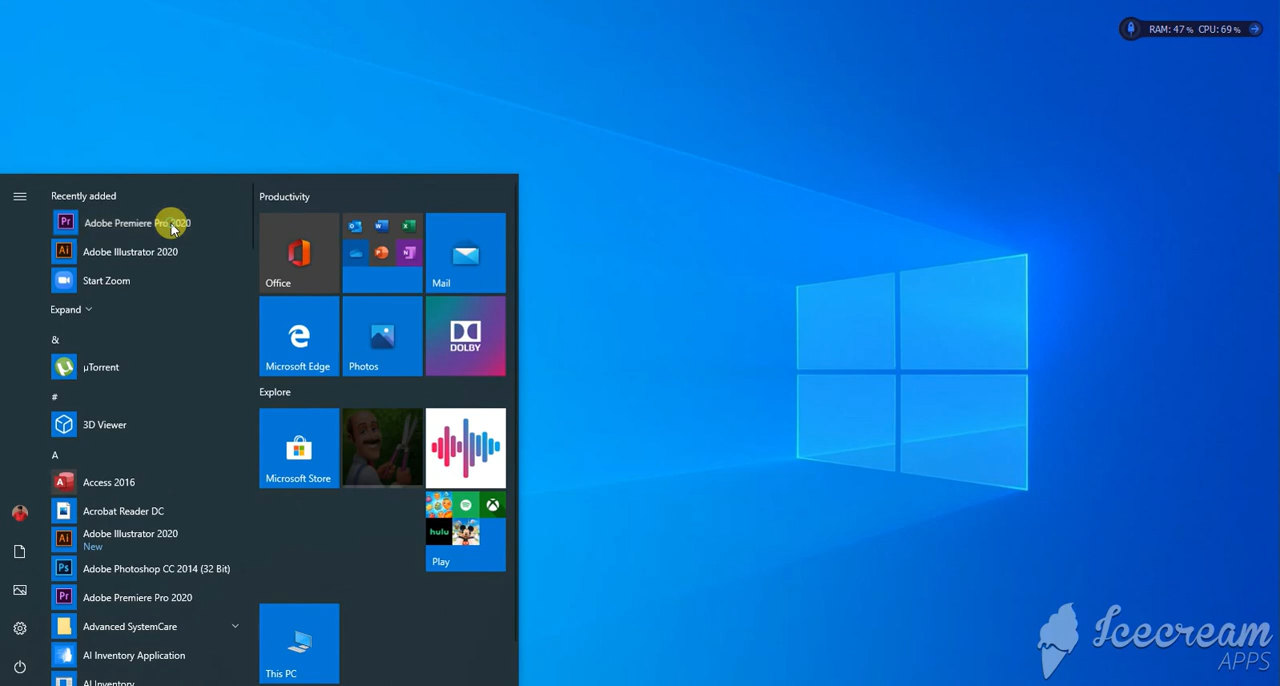 RAM: 47% CPU: 69%
Recently added
Adobe Premiere Pro 2020
Adobe Illustrator 2020
Start Zoom
Expand
&
µTorrent
#
3D Viewer
A
Access 2016
Acrobat Reader DC
Adobe Illustrator 2020
New
Adobe Photoshop CC 2014 (32 Bit)
Adobe Premiere Pro 2020
Advanced SystemCare
AI Inventory Application
AI Inventory
Productivity
Office
Mail
Microsoft Edge
Photos
DOLBY
Explore
Microsoft Store
hulu
Play
This PC
Icecream
APPS